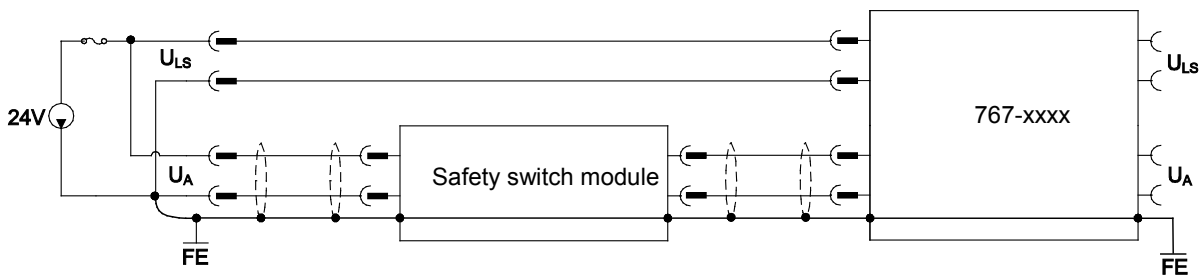 U_LS
U_LS
24V
767-xxxx
U_A
Safety switch module
U_A
FE
FE